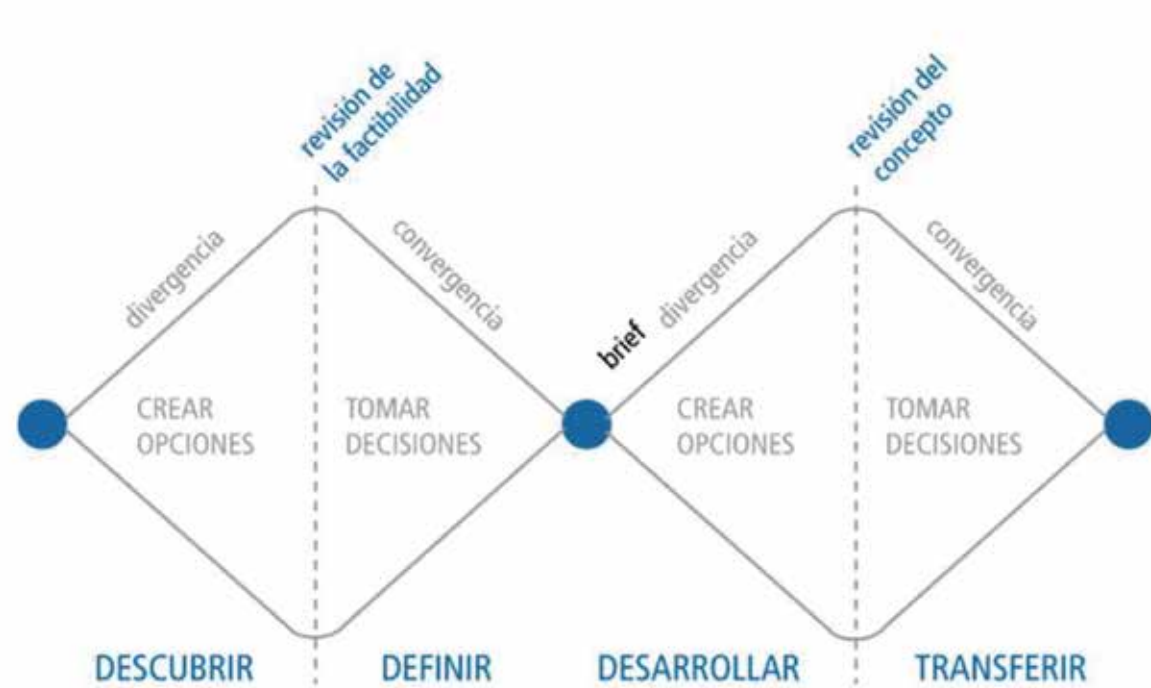 revisión de
la factibilidad
revisión del
concepto
divergencia
convergencia
brief
divergencia
convergencia
CREAR
OPCIONES
TOMAR
DECISIONES
CREAR
OPCIONES
TOMAR
DECISIONES
DESCUBRIR
DEFINIR
DESARROLLAR
TRANSFERIR